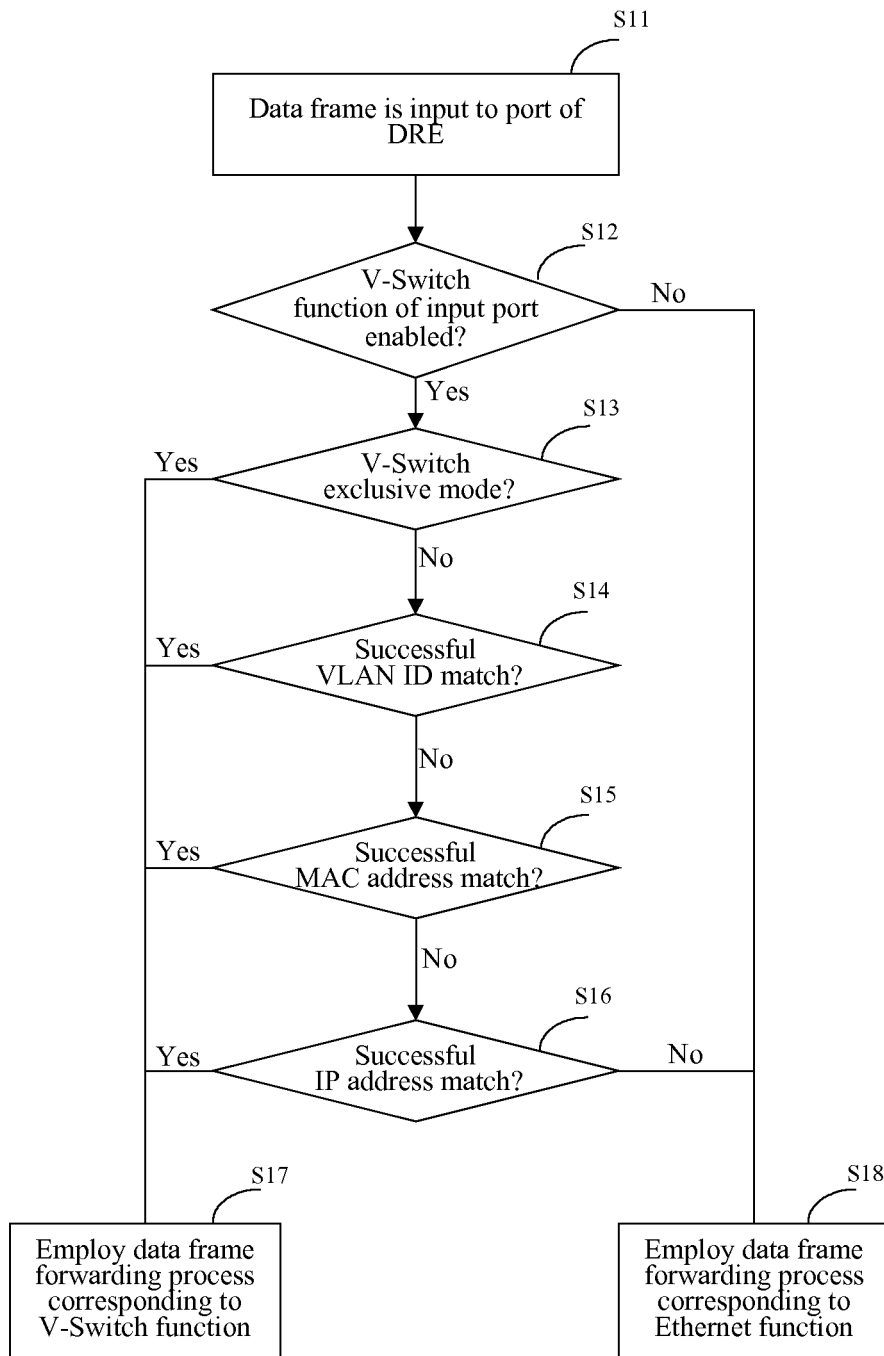 S11
Data frame is input to port of
DRE
S12
V-Switch
function of input port
enabled?
No
Yes
S13
Yes
V-Switch
exclusive mode?
No
S14
Yes
Successful
VLAN ID match?
No
S15
Yes
Successful
MAC address match?
No
S16
Yes
Successful
IP address match?
No
S17
Employ data frame
forwarding process
corresponding to
V-Switch function
S18
Employ data frame
forwarding process
corresponding to
Ethernet function